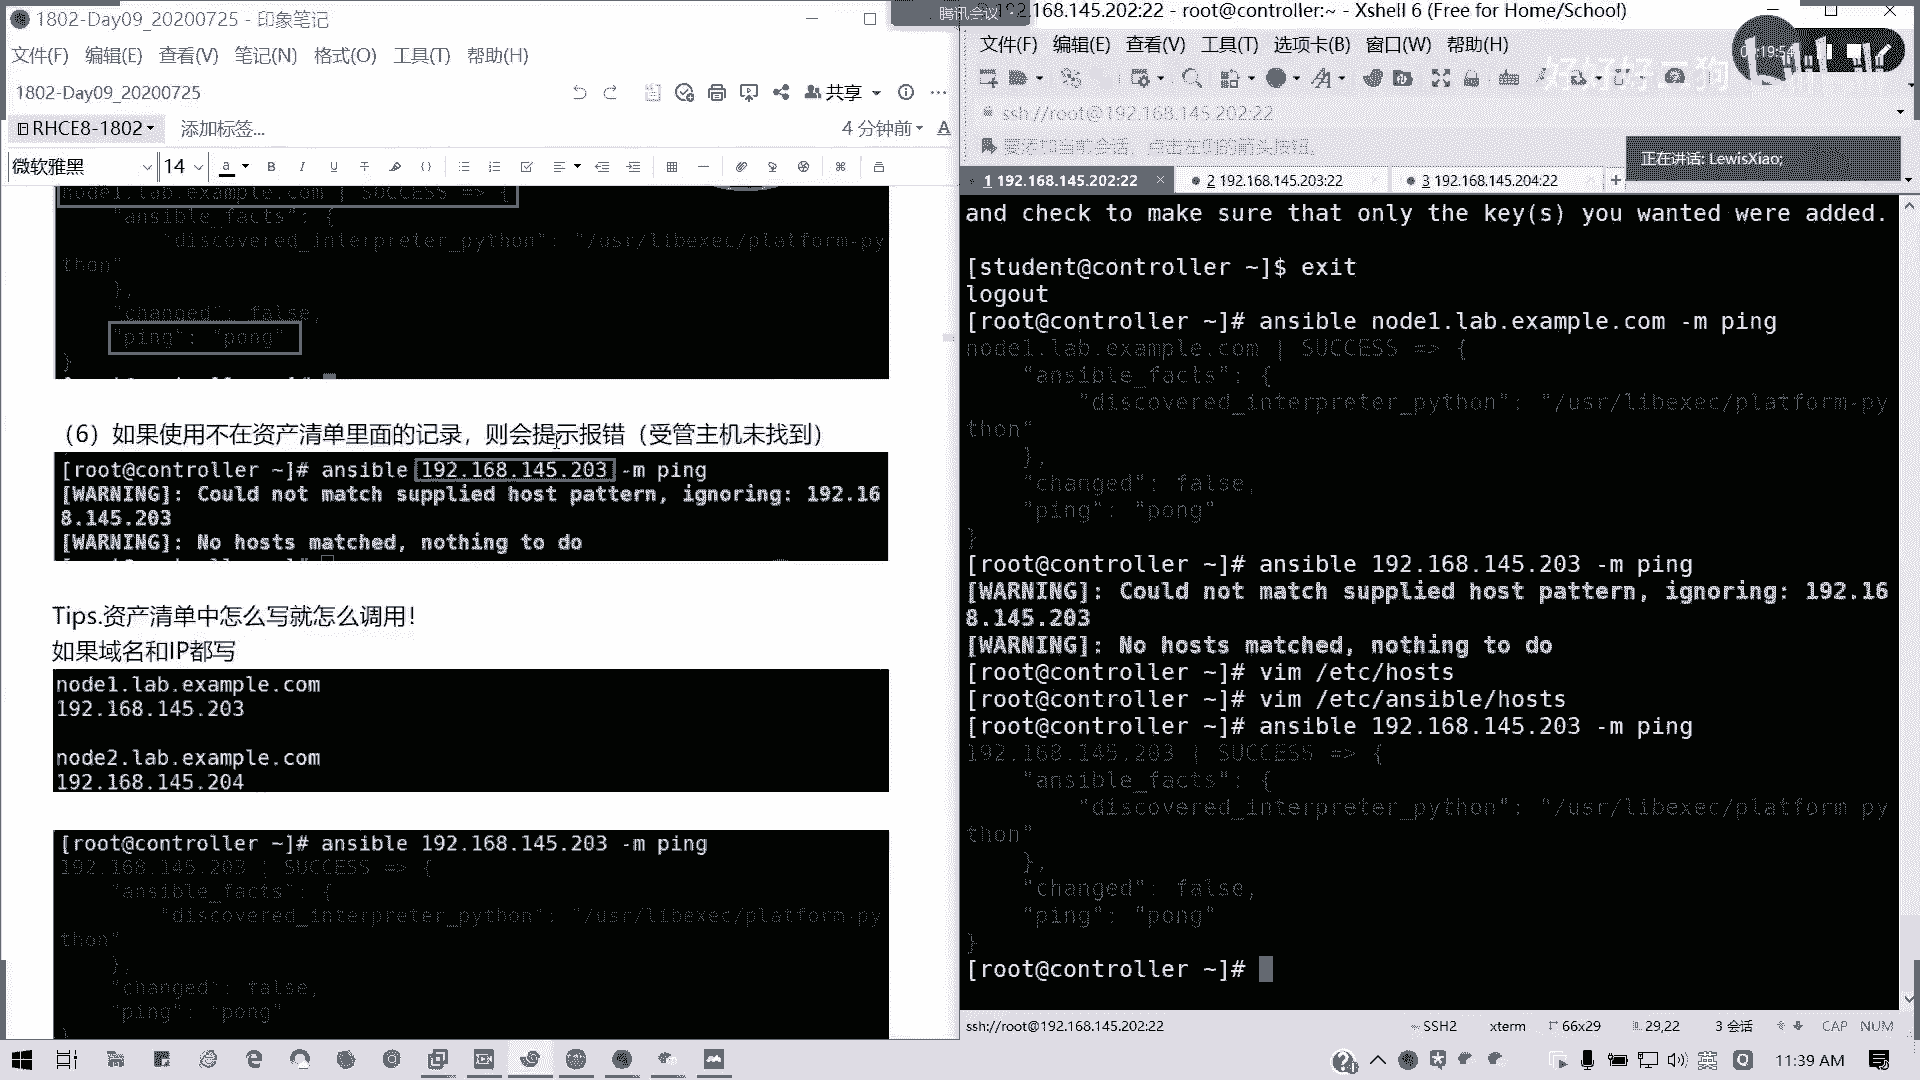 1802-Day09_20200725 - 印象笔记
文件(F) 编辑(E) 查看(V) 笔记(N) 格式(O) 工具(T) 帮助(H)
1802-Day09_20200725
共享
RHCE8-1802
添加标签...
4 分钟前
微软雅黑 14
node1.lab.example.com | SUCCESS => {
"ansible_facts": {
"discovered_interpreter_python": "/usr/libexec/platform-py
thon"
},
"changed": false,
"ping": "pong"
}
（6）如果使用不在资产清单里面的记录，则会提示报错（受管主机未找到）
[root@controller ~]# ansible 192.168.145.203 -m ping
[WARNING]: Could not match supplied host pattern, ignoring: 192.16
8.145.203
[WARNING]: No hosts matched, nothing to do
Tips.资产清单中怎么写就怎么调用！
如果域名和IP都写
node1.lab.example.com
192.168.145.203
node2.lab.example.com
192.168.145.204
[root@controller ~]# ansible 192.168.145.203 -m ping
192.168.145.203 | SUCCESS => {
"ansible_facts": {
"discovered_interpreter_python": "/usr/libexec/platform-py
thon"
},
"changed": false,
"ping": "pong"
腾讯会议
192.168.145.202:22 - root@controller:~ - Xshell 6 (Free for Home/School)
文件(F) 编辑(E) 查看(V) 工具(T) 选项卡(B) 窗口(W) 帮助(H)
好好好二狗
ssh://root@192.168.145.202:22
要添加当前会话，点击左侧的箭头按钮。
正在讲话: LewisXiao;
1 192.168.145.202:22
2 192.168.145.203:22
3 192.168.145.204:22
and check to make sure that only the key(s) you wanted were added.
[student@controller ~]$ exit
logout
[root@controller ~]# ansible node1.lab.example.com -m ping
node1.lab.example.com | SUCCESS => {
"ansible_facts": {
"discovered_interpreter_python": "/usr/libexec/platform-py
thon"
},
"changed": false,
"ping": "pong"
}
[root@controller ~]# ansible 192.168.145.203 -m ping
[WARNING]: Could not match supplied host pattern, ignoring: 192.16
8.145.203
[WARNING]: No hosts matched, nothing to do
[root@controller ~]# vim /etc/hosts
[root@controller ~]# vim /etc/ansible/hosts
[root@controller ~]# ansible 192.168.145.203 -m ping
192.168.145.203 | SUCCESS => {
"ansible_facts": {
"discovered_interpreter_python": "/usr/libexec/platform-py
thon"
},
"changed": false,
"ping": "pong"
}
[root@controller ~]#
ssh://root@192.168.145.202:22
SSH2 xterm 66x29 29,22 3 会话 CAP NUM
英 11:39 AM